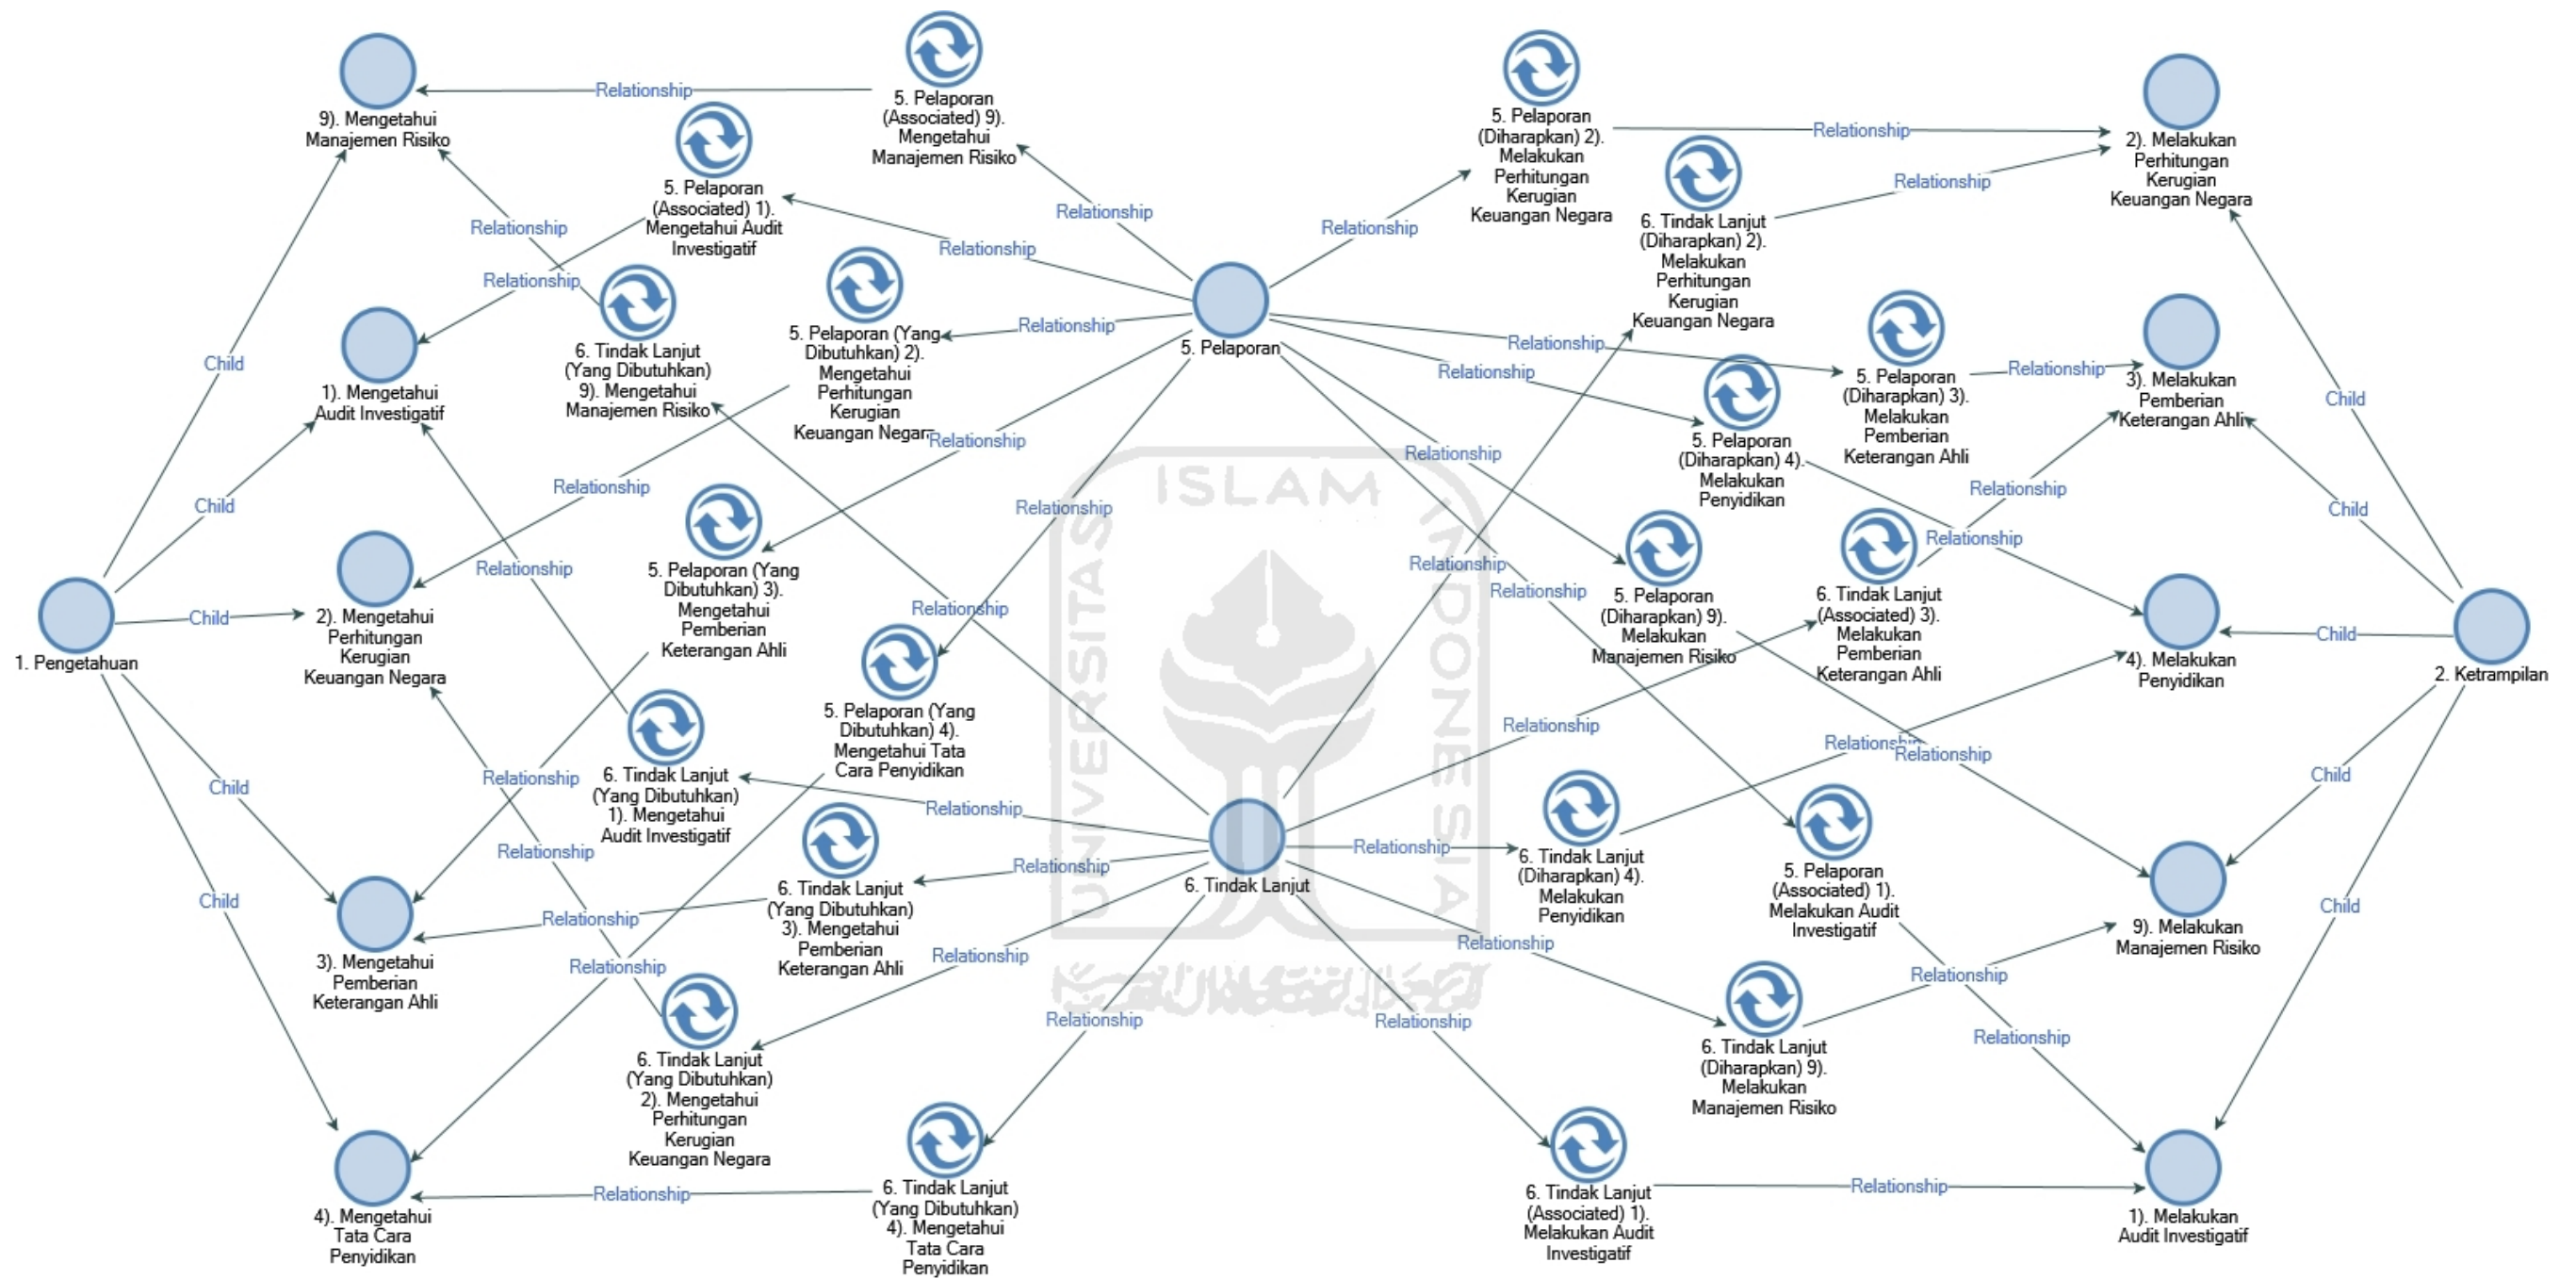 9). Mengetahui
Manajemen Risiko
Relationship
5. Pelaporan
(Associated) 9).
Mengetahui
Manajemen Risiko
5. Pelaporan
(Associated) 1).
Mengetahui Audit
Investigatif
Relationship
Relationship
Relationship
Relationship
5. Pelaporan
(Diharapkan) 2).
Melakukan
Perhitungan
Kerugian
Keuangan Negara
Relationship
Relationship
2). Melakukan
Perhitungan
Kerugian
Keuangan Negara
Relationship
6. Tindak Lanjut
(Diharapkan) 2).
Melakukan
Perhitungan
Kerugian
Keuangan Negara
Relationship
Child
1). Mengetahui
Audit Investigatif
6. Tindak Lanjut
(Yang Dibutuhkan)
9). Mengetahui
Manajemen Risiko
5. Pelaporan (Yang
Dibutuhkan) 2).
Mengetahui
Perhitungan
Kerugian
Keuangan Negara
Relationship
5. Pelaporan
Relationship
Relationship
5. Pelaporan
(Diharapkan) 3).
Melakukan
Pemberian
Keterangan Ahli
Relationship
3). Melakukan
Pemberian
Keterangan Ahli
Child
5. Pelaporan
(Diharapkan) 4).
Melakukan
Penyidikan
Relationship
Relationship
Relationship
Child
Relationship
Relationship
Relationship
Child
ISLAM
UNIVERSITAS
INDONESIA
Relationship
Relationship
Relationship
Relationship
1. Pengetahuan
Child
2). Mengetahui
Perhitungan
Kerugian
Keuangan Negara
5. Pelaporan (Yang
Dibutuhkan) 3).
Mengetahui
Pemberian
Keterangan Ahli
Relationship
5. Pelaporan
(Diharapkan) 9).
Melakukan
Manajemen Risiko
6. Tindak Lanjut
(Associated) 3).
Melakukan
Pemberian
Keterangan Ahli
4). Melakukan
Penyidikan
Child
2. Ketrampilan
5. Pelaporan (Yang
Dibutuhkan) 4).
Mengetahui Tata
Cara Penyidikan
Relationship
Relationship
Relationship
Child
Child
Relationship
6. Tindak Lanjut
(Yang Dibutuhkan)
1). Mengetahui
Audit Investigatif
Relationship
Relationship
Relationship
6. Tindak Lanjut
Relationship
6. Tindak Lanjut
(Diharapkan) 4).
Melakukan
Penyidikan
5. Pelaporan
(Associated) 1).
Melakukan Audit
Investigatif
Child
Child
Relationship
6. Tindak Lanjut
(Yang Dibutuhkan)
3). Mengetahui
Pemberian
Keterangan Ahli
9). Melakukan
Manajemen Risiko
3). Mengetahui
Pemberian
Keterangan Ahli
Relationship
Relationship
Relationship
Relationship
Relationship
Relationship
Relationship
6. Tindak Lanjut
(Yang Dibutuhkan)
2). Mengetahui
Perhitungan
Kerugian
Keuangan Negara
6. Tindak Lanjut
(Diharapkan) 9).
Melakukan
Manajemen Risiko
4). Mengetahui
Tata Cara
Penyidikan
Relationship
6. Tindak Lanjut
(Yang Dibutuhkan)
4). Mengetahui
Tata Cara
Penyidikan
6. Tindak Lanjut
(Associated) 1).
Melakukan Audit
Investigatif
Relationship
1). Melakukan
Audit Investigatif